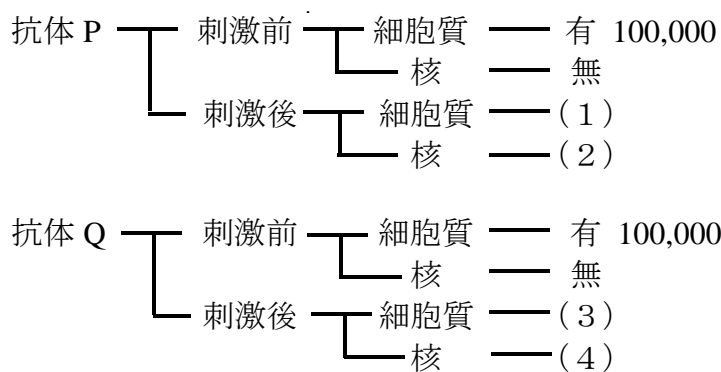 抗体 P 刺激前 細胞質 有 100,000
核 無
刺激後 細胞質 (１)
核 (２)
抗体 Q 刺激前 細胞質 有 100,000
核 無
刺激後 細胞質 (３)
核 (４)